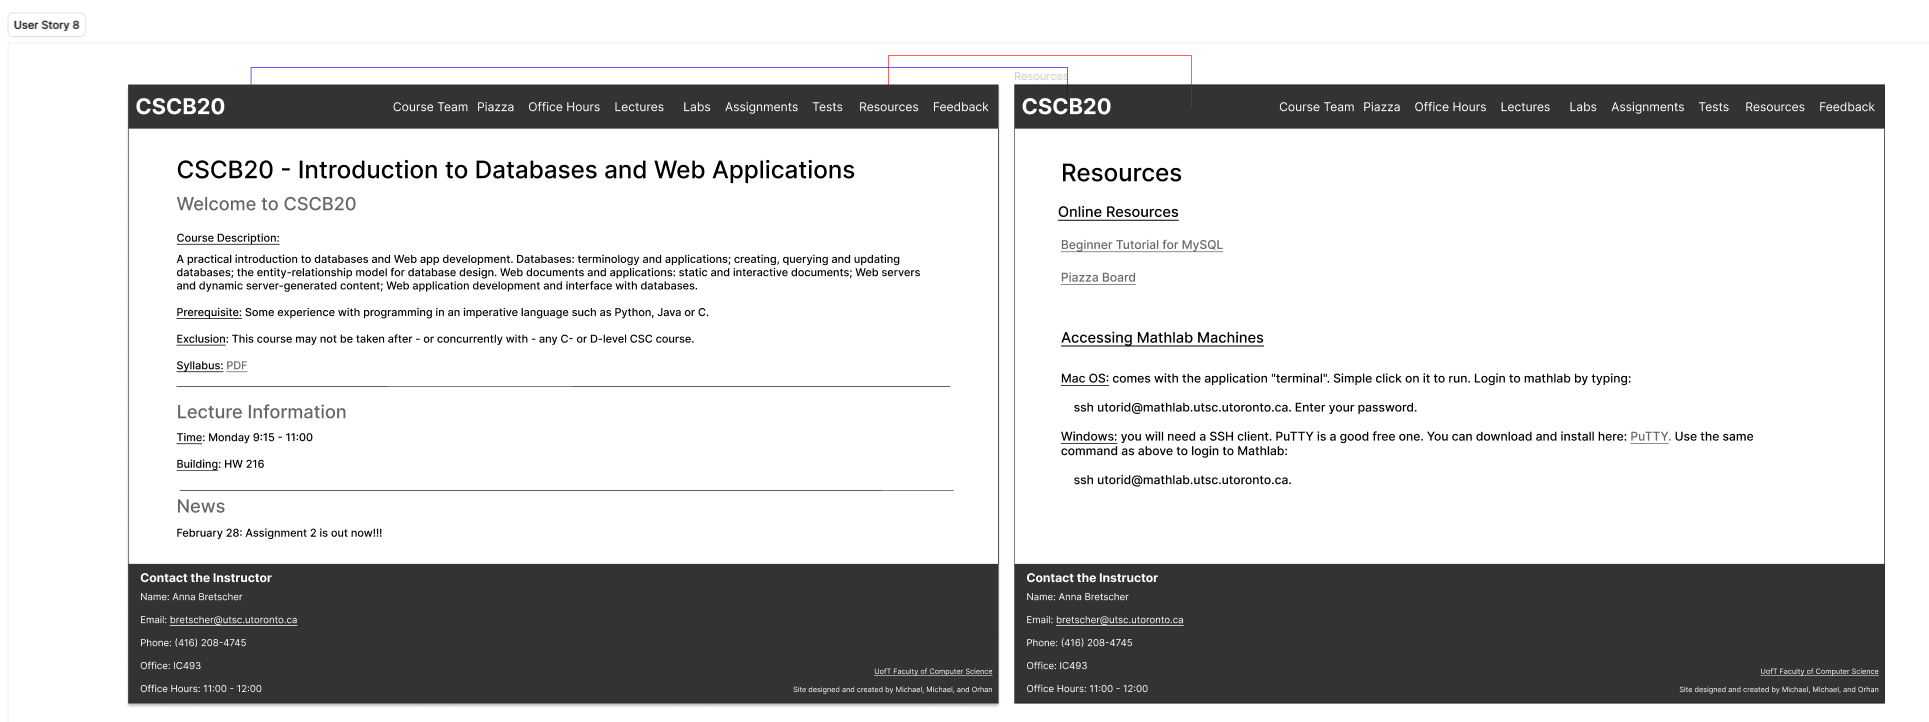 User Story 8
Resources
CSCB20
Course Team Piazza Office Hours Lectures Labs Assignments Tests Resources Feedback
CSCB20 - Introduction to Databases and Web Applications
Welcome to CSCB20
Course Description:
A practical introduction to databases and Web app development. Databases: terminology and applications; creating, querying and updating
databases; the entity-relationship model for database design. Web documents and applications: static and interactive documents; Web servers
and dynamic server-generated content; Web application development and interface with databases.
Prerequisite: Some experience with programming in an imperative language such as Python, Java or C.
Exclusion: This course may not be taken after - or concurrently with - any C- or D-level CSC course.
Syllabus: PDF
Lecture Information
Time: Monday 9:15 - 11:00
Building: HW 216
News
February 28: Assignment 2 is out now!!!
Contact the Instructor
Name: Anna Bretscher
Email: bretscher@utsc.utoronto.ca
Phone: (416) 208-4745
Office: IC493
Office Hours: 11:00 - 12:00
UofT Faculty of Computer Science
Site designed and created by Michael, Michael, and Orhan
CSCB20
Course Team Piazza Office Hours Lectures Labs Assignments Tests Resources Feedback
Resources
Online Resources
Beginner Tutorial for MySQL
Piazza Board
Accessing Mathlab Machines
Mac OS: comes with the application "terminal". Simple click on it to run. Login to mathlab by typing:
ssh utorid@mathlab.utsc.utoronto.ca. Enter your password.
Windows: you will need a SSH client. PuTTY is a good free one. You can download and install here: PuTTY. Use the same
command as above to login to Mathlab:
ssh utorid@mathlab.utsc.utoronto.ca.
Contact the Instructor
Name: Anna Bretscher
Email: bretscher@utsc.utoronto.ca
Phone: (416) 208-4745
Office: IC493
Office Hours: 11:00 - 12:00
UofT Faculty of Computer Science
Site designed and created by Michael, Michael, and Orhan